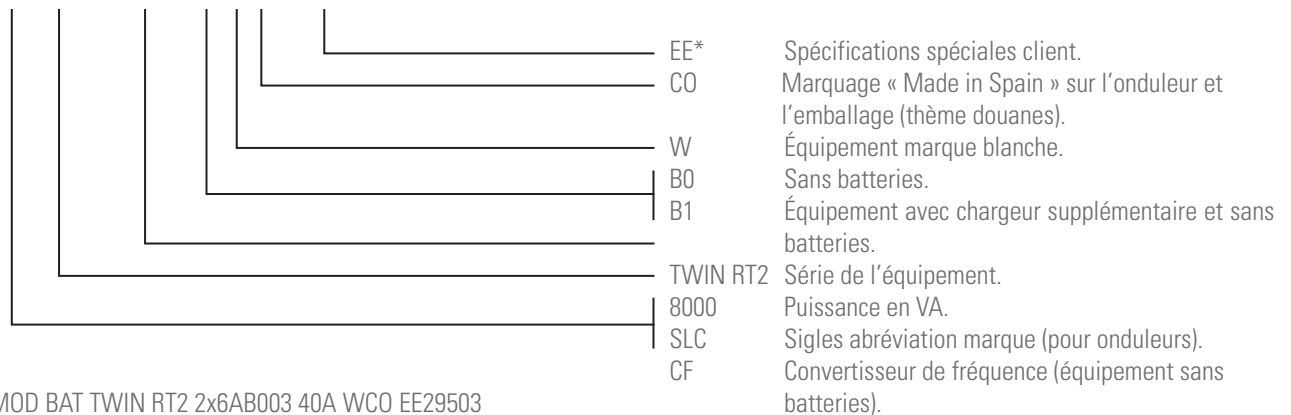 EE* Spécifications spéciales client.
CO Marquage « Made in Spain » sur l'onduleur et
l'emballage (thème douanes).
W Équipement marque blanche.
B0 Sans batteries.
B1 Équipement avec chargeur supplémentaire et sans
batteries.
TWIN RT2 Série de l'équipement.
8000 Puissance en VA.
SLC Sigles abréviation marque (pour onduleurs).
CF Convertisseur de fréquence (équipement sans
batteries).
MOD BAT TWIN RT2 2x6AB003 40A WCO EE29503